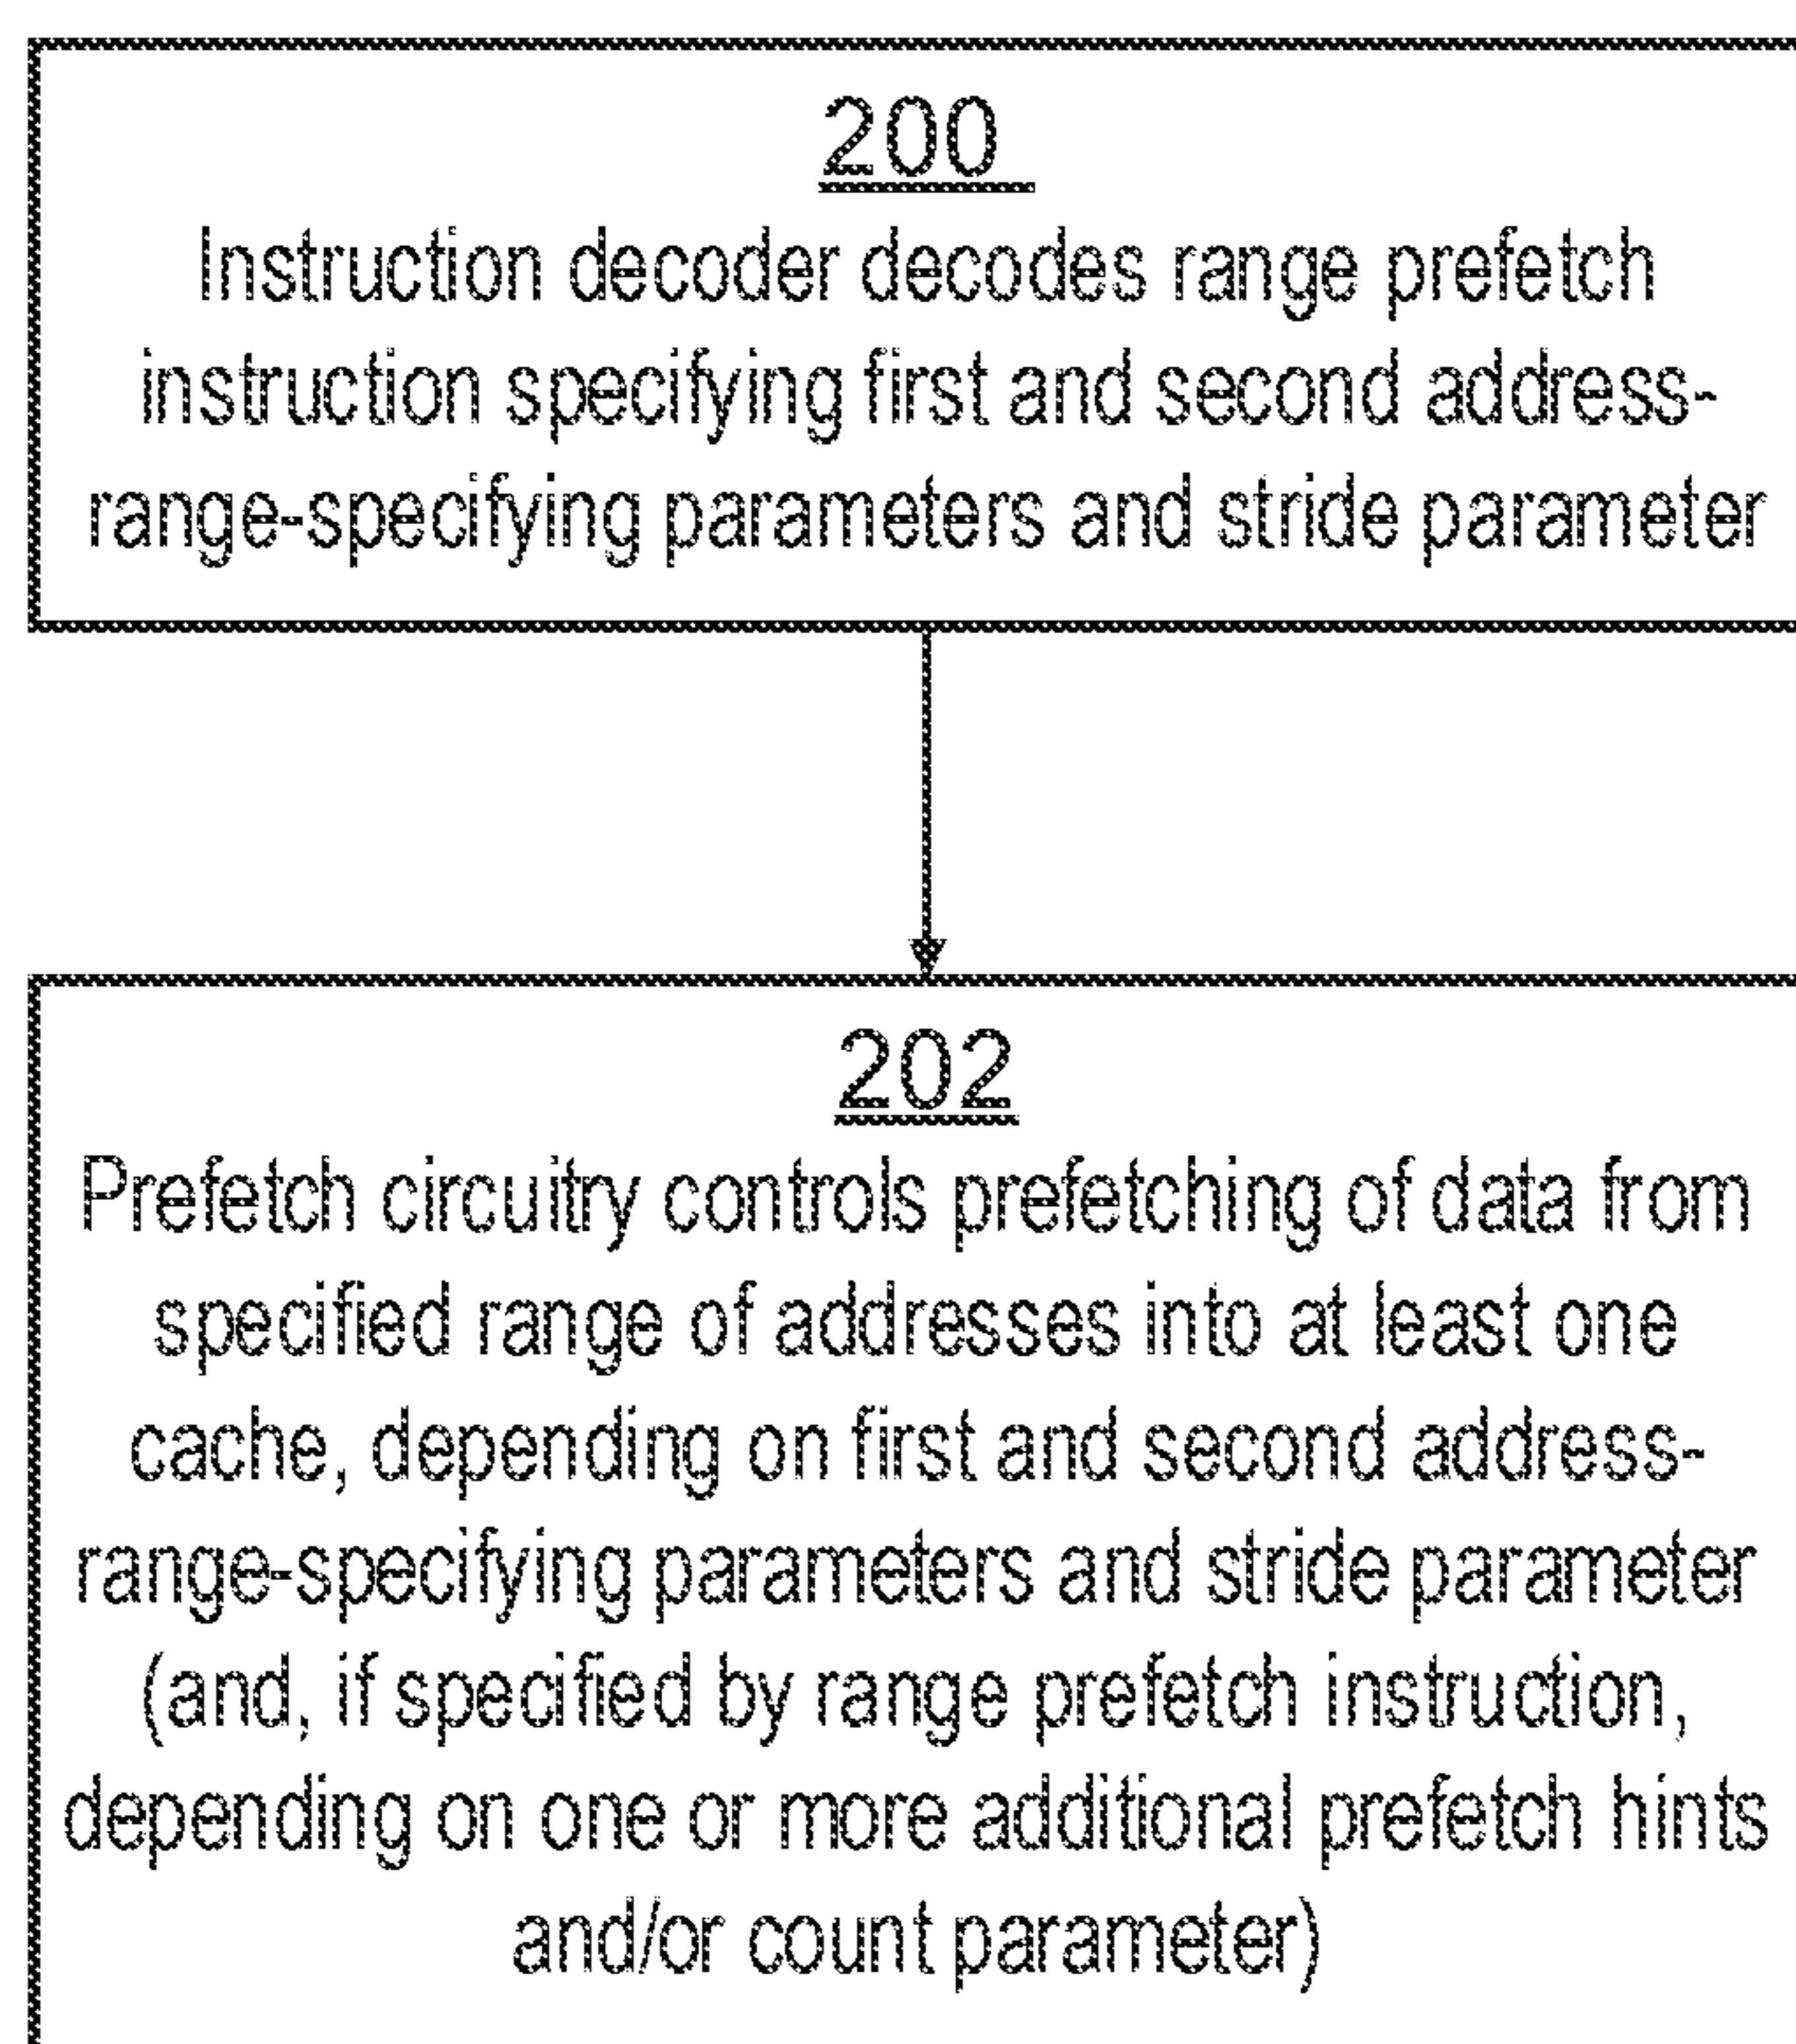 200
Instruction decoder decodes range prefetch
instruction specifying first and second address-
range-specifying parameters and stride parameter
202
Prefetch circuitry controls prefetching of data from
specified range of addresses into at least one
cache, depending on first and second address-
range-specifying parameters and stride parameter
(and, if specified by range prefetch instruction,
depending on one or more additional prefetch hints
and/or count parameter)